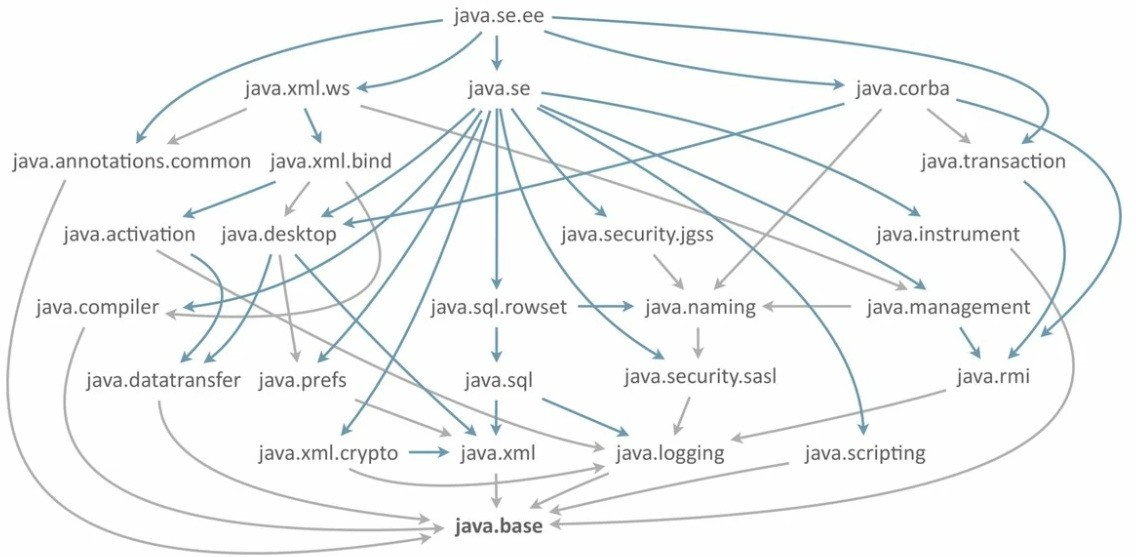 java.se.ee
java.xml.ws
java.se
java.corba
java.annotations.common
java.xml.bind
java.transaction
java.activation
java.desktop
java.security.jgss
java.instrument
java.compiler
java.sql.rowset
java.naming
java.management
java.datatransfer
java.prefs
java.sql
java.security.sasl
java.rmi
java.xml.crypto
java.xml
java.logging
java.scripting
java.base